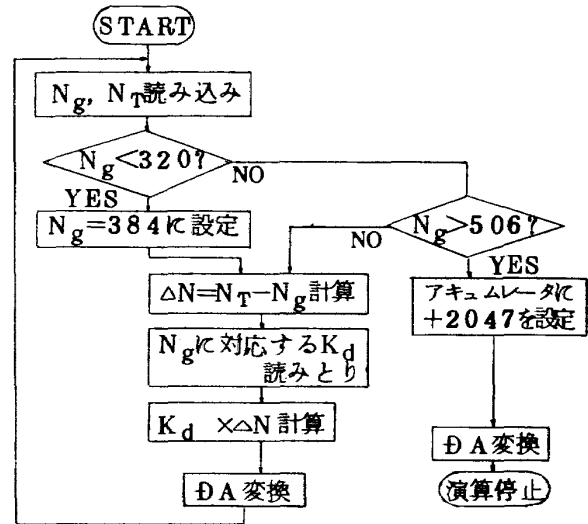 START
Ng, NT読み込み
Ng<320?
NO
YES
Ng=384に設定
Ng>506?
NO
YES
△N=NT−Ng計算
アキュムレータに
+2047を設定
Ngに対応するKd
読みとり
Kd ×△N計算
DA変換
DA変換
演算停止